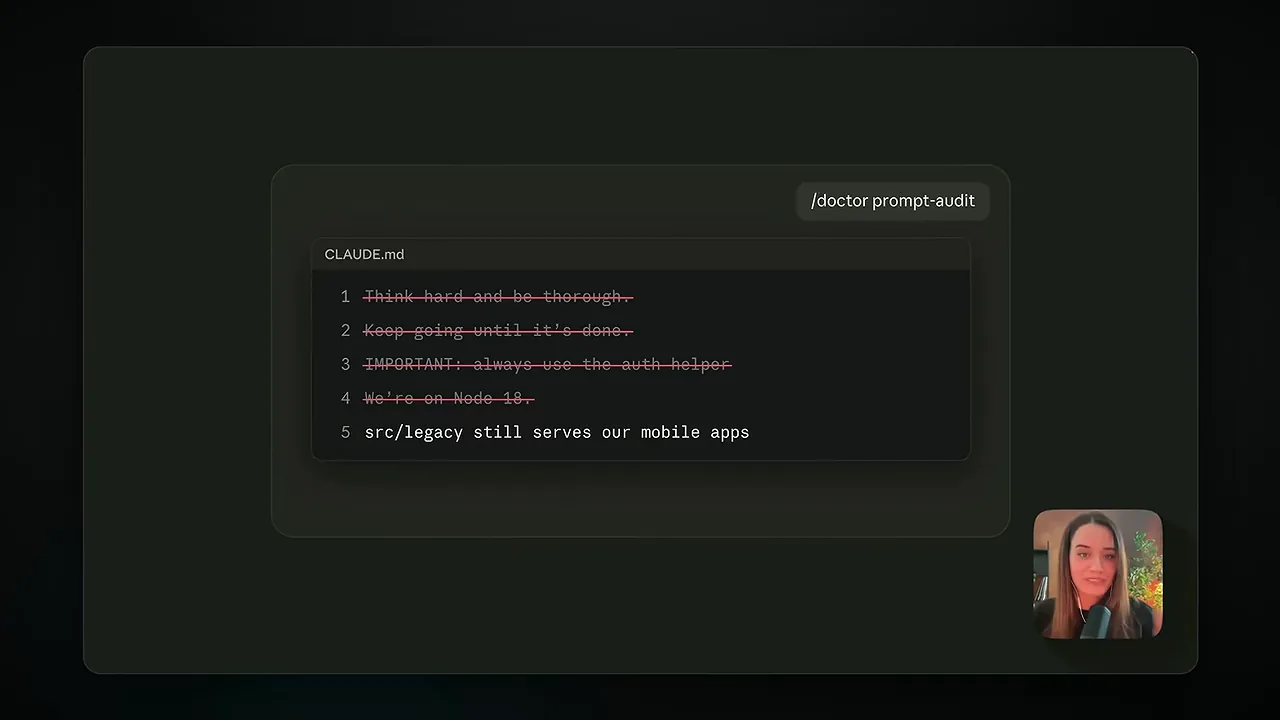 /doctor prompt-audit
CLAUDE.md
1 Think hard and be thorough.
2 Keep going until it’s done.
3 IMPORTANT: always use the auth helper
4 We’re on Node 18.
5 src/legacy still serves our mobile apps